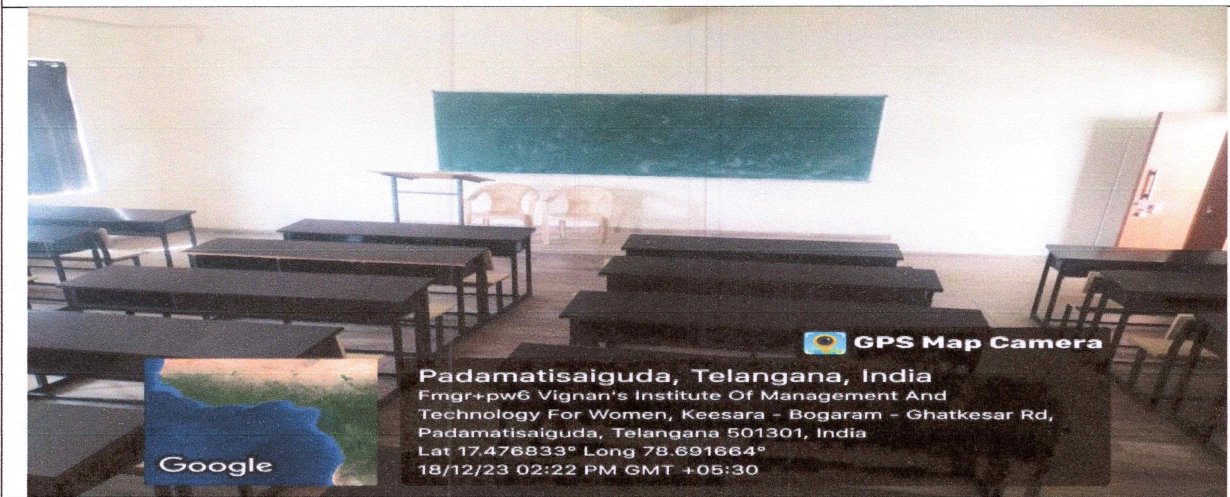 GPS Map Camera
Padamatisaiguda, Telangana, India
Fmgr+pw6 Vignan's Institute Of Management And
Technology For Women, Keesara - Bogaram - Ghatkesar Rd,
Padamatisaiguda, Telangana 501301, India
Lat 17.476833° Long 78.691664°
18/12/23 02:22 PM GMT +05:30
Google